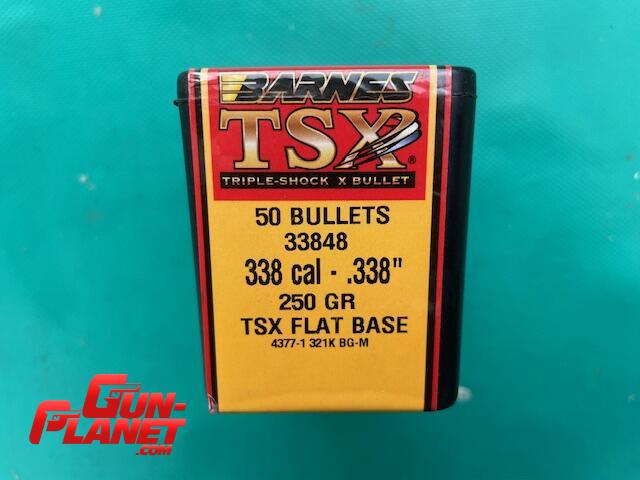 BARNES
TSX®
TRIPLE-SHOCK X BULLET
50 BULLETS
33848
338 cal - .338"
250 GR
TSX FLAT BASE
4377-1 321K BG-M
GUN-
PLANET
.COM